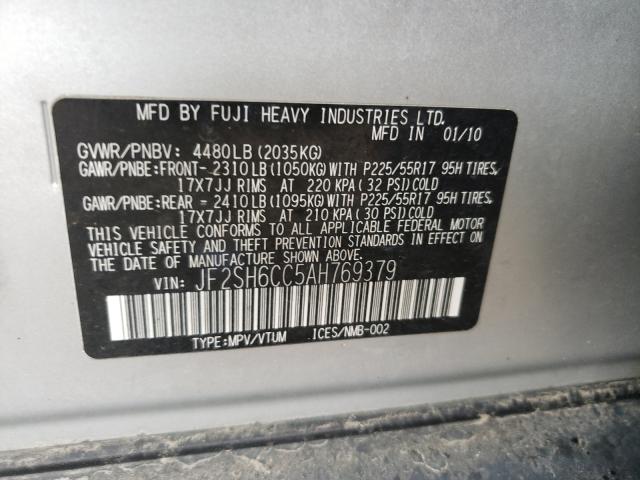 MFD BY FUJI HEAVY INDUSTRIES LTD.
MFD IN 01/10
GVWR/PNBV: 4480LB(2035KG)
GAWR/PNBE:FRONT- 2310LB(1050KG)WITH P225/55R17 95H TIRES,
17X7JJ RIMS AT 220 KPA(32 PSI)COLD
GAWR/PNBE:REAR = 2410LB(1095KG)WITH P225/55R17 95H TIRES,
17X7JJ RIMS AT 210 KPA(30 PSI)COLD
THIS VEHICLE CONFORMS TO ALL APPLICABLE FEDERAL MOTOR
VEHICLE SAFETY AND THEFT PREVENTION STANDARDS IN EFFECT ON
THE DATE OF MANUFACTURE SHOWN ABOVE.
VIN: JF2SH6CC5AH769379
TYPE:MPV/VTUM ICES/NMB-002